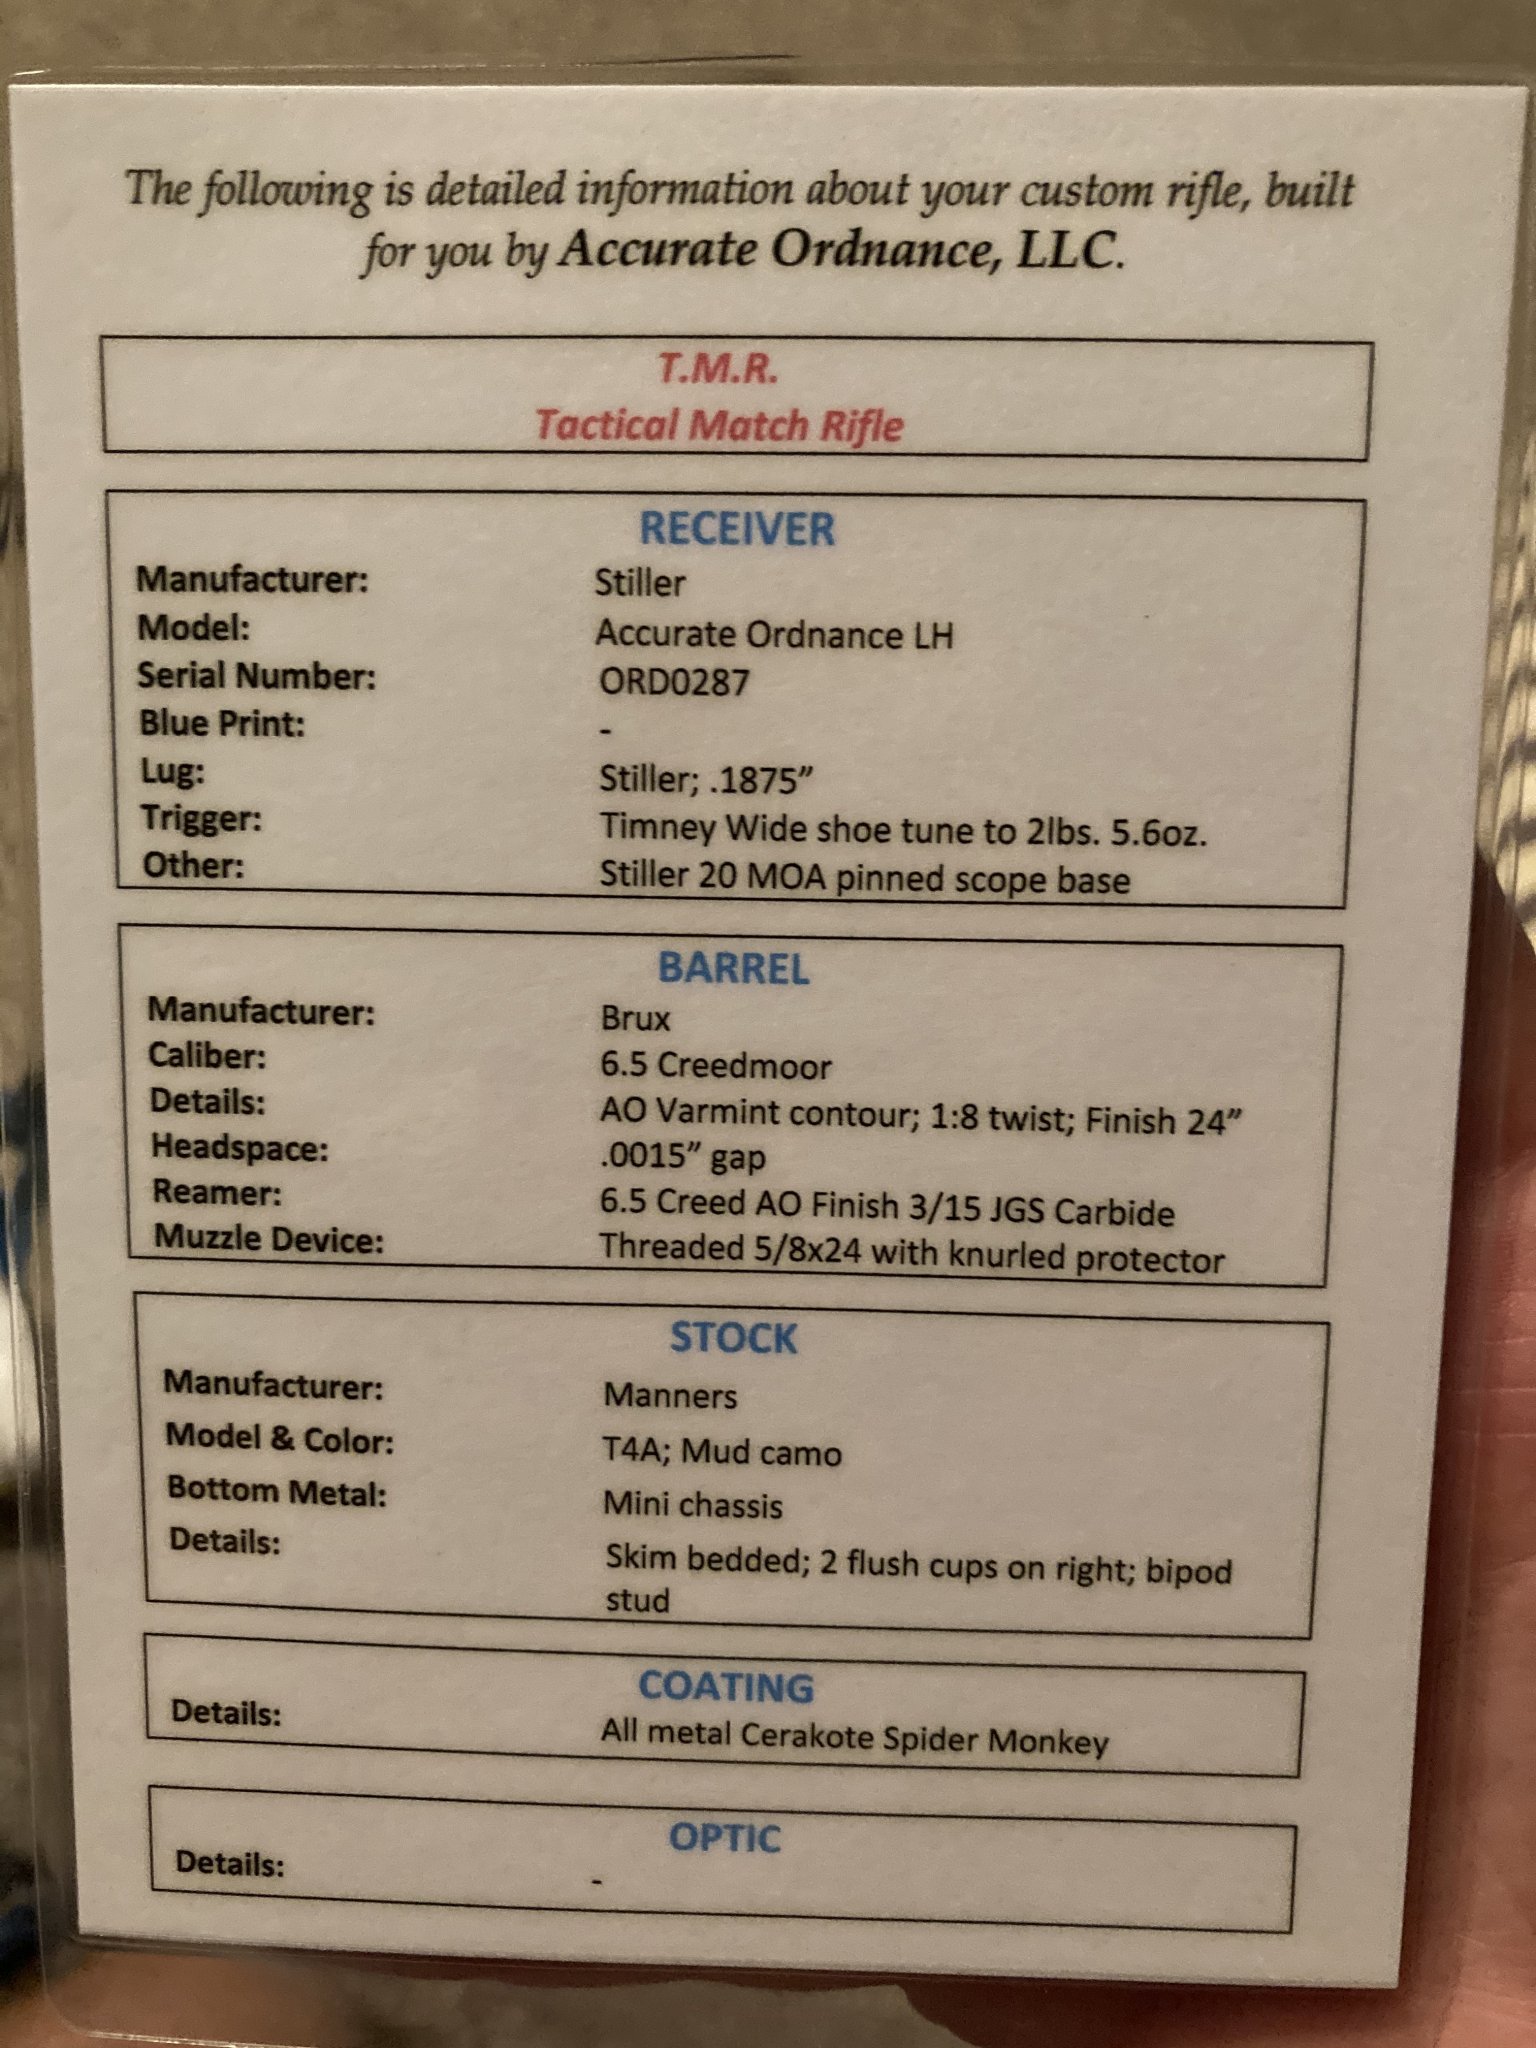 The following is detailed information about your custom rifle, built
for you by Accurate Ordnance, LLC.
T.M.R.
Tactical Match Rifle
RECEIVER
Manufacturer: Stiller
Model: Accurate Ordnance LH
Serial Number: ORD0287
Blue Print: -
Lug: Stiller; .1875”
Trigger: Timney Wide shoe tune to 2lbs. 5.6oz.
Other: Stiller 20 MOA pinned scope base
BARREL
Manufacturer: Brux
Caliber: 6.5 Creedmoor
Details: AO Varmint contour; 1:8 twist; Finish 24”
Headspace: .0015” gap
Reamer: 6.5 Creed AO Finish 3/15 JGS Carbide
Muzzle Device: Threaded 5/8x24 with knurled protector
STOCK
Manufacturer: Manners
Model & Color: T4A; Mud camo
Bottom Metal: Mini chassis
Details: Skim bedded; 2 flush cups on right; bipod
stud
COATING
Details: All metal Cerakote Spider Monkey
OPTIC
Details: -